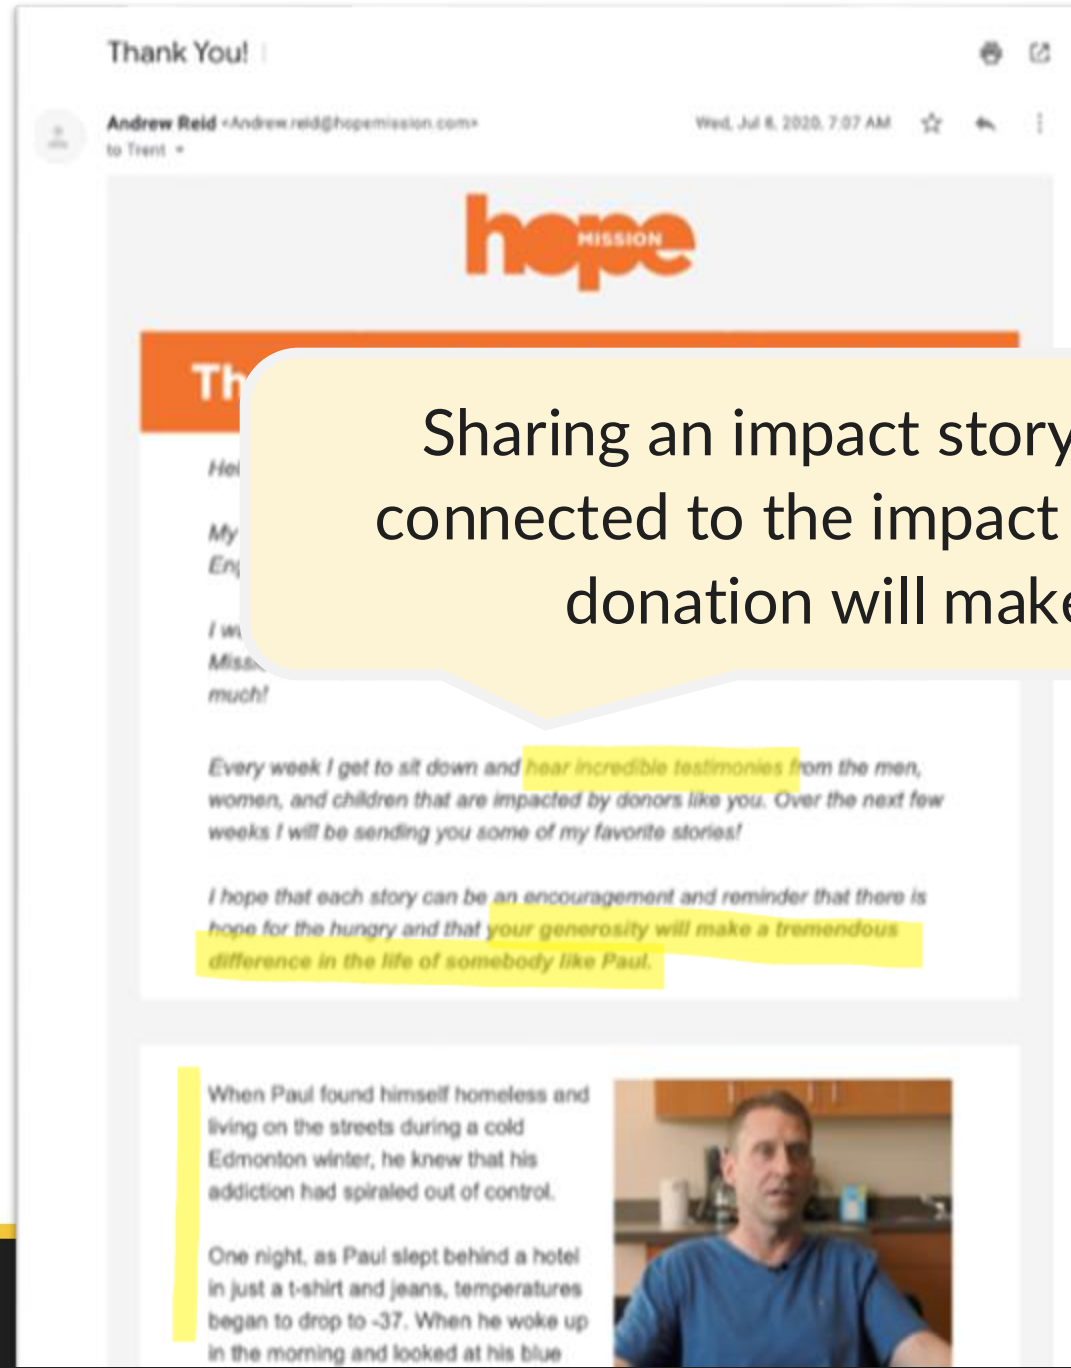 Thank You!
Andrew Reid <Andrew.reid@hopemission.com>
Wed, Jul 8, 2020, 7:07 AM
to Trent
hope
MISSION
Th
Sharing an impact story
connected to the impact
donation will make
Hel
My
Eng
I w
Missi
much!
Every week I get to sit down and hear incredible testimonies from the men,
women, and children that are impacted by donors like you. Over the next few
weeks I will be sending you some of my favorite stories!
I hope that each story can be an encouragement and reminder that there is
hope for the hungry and that your generosity will make a tremendous
difference in the life of somebody like Paul.
When Paul found himself homeless and
living on the streets during a cold
Edmonton winter, he knew that his
addiction had spiraled out of control.
One night, as Paul slept behind a hotel
in just a t-shirt and jeans, temperatures
began to drop to -37. When he woke up
in the morning and looked at his blue